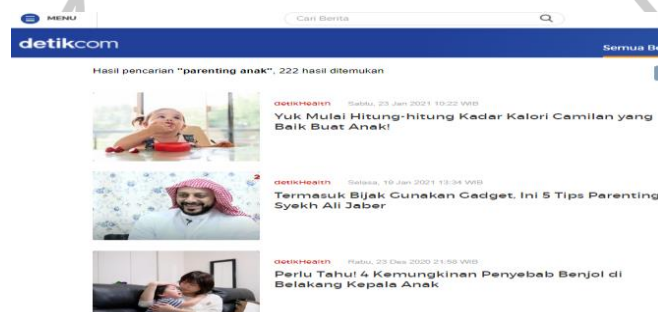 MENU
Cari Berita
detikcom
Semua Be
Hasil pencarian "parenting anak", 222 hasil ditemukan
detikHealth Sabtu, 23 Jan 2021 10:22 WIB
Yuk Mulai Hitung-hitung Kadar Kalori Camilan yang
Baik Buat Anak!
detikHealth Selasa, 19 Jan 2021 13:34 WIB
Termasuk Bijak Gunakan Gadget, Ini 5 Tips Parenting
Syekh Ali Jaber
detikHealth Rabu, 23 Des 2020 21:56 WIB
Perlu Tahu! 4 Kemungkinan Penyebab Benjol di
Belakang Kepala Anak